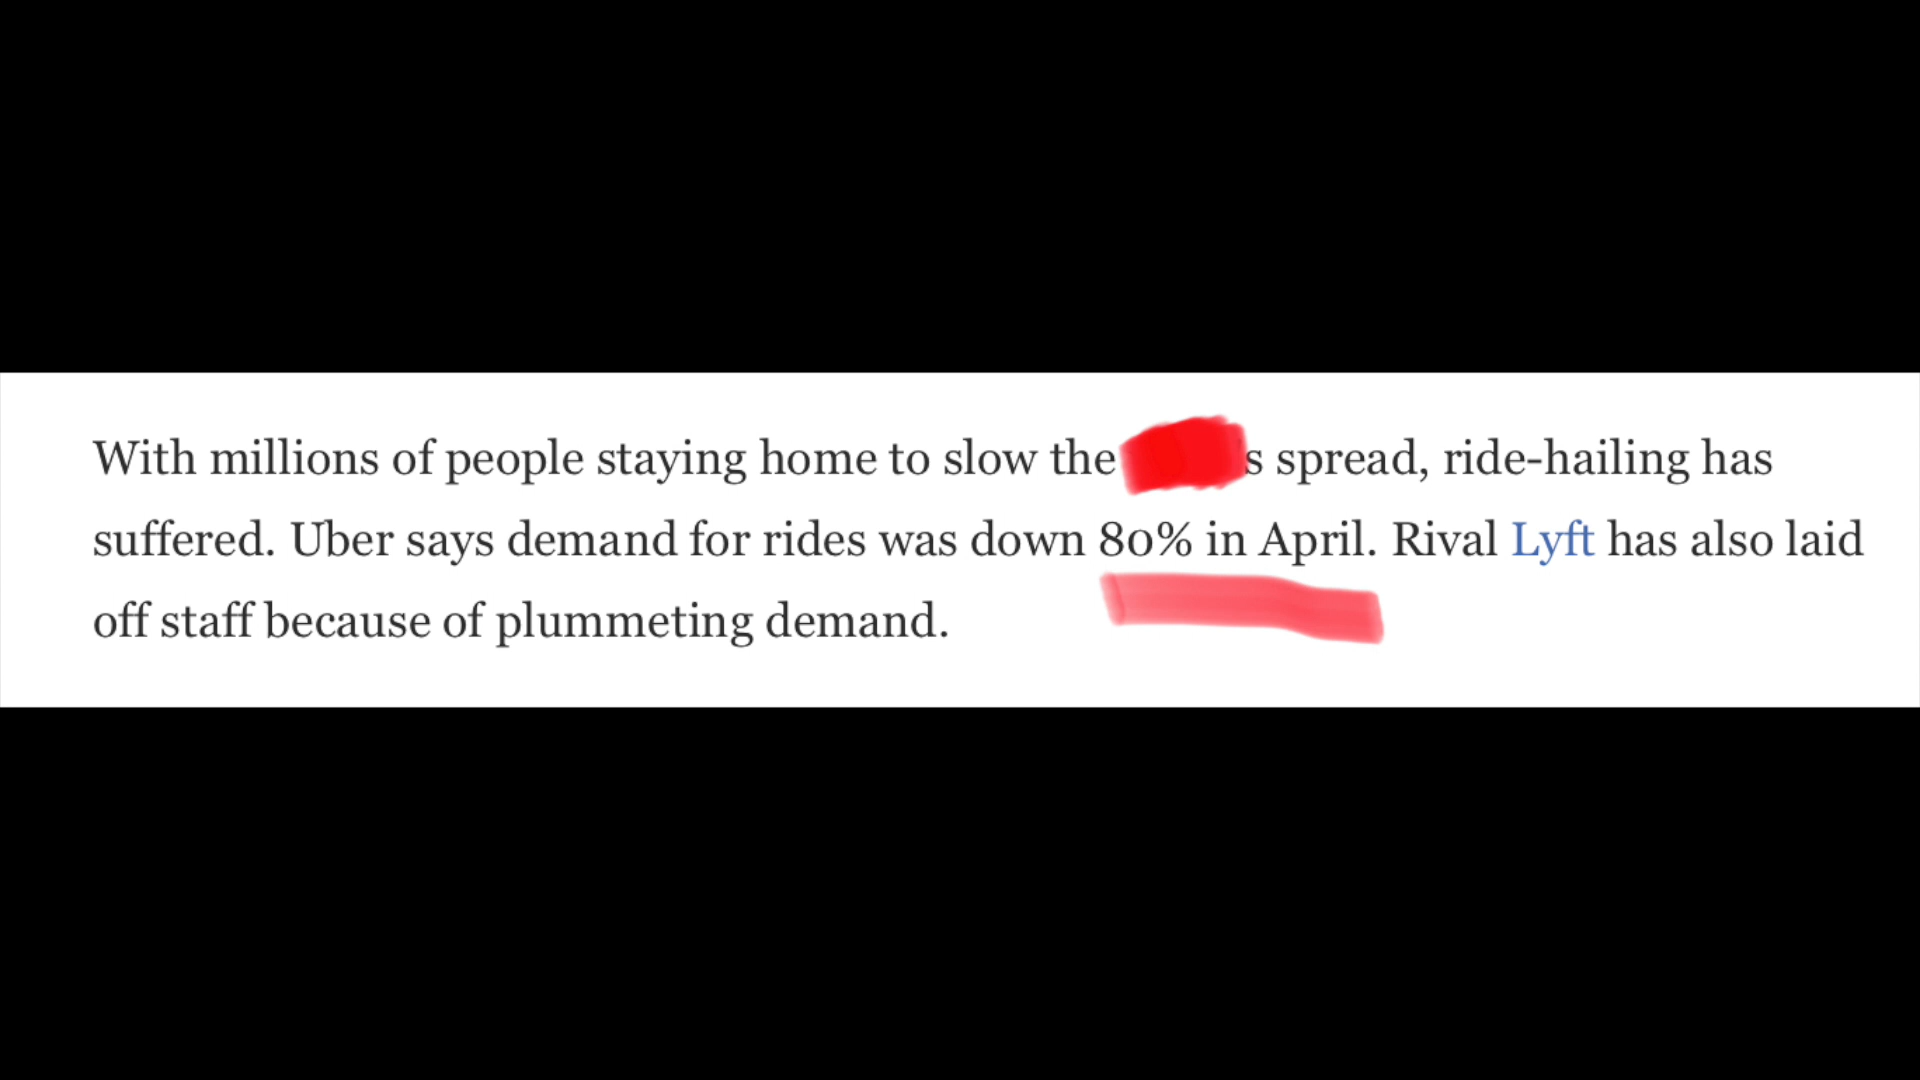 With millions of people staying home to slow the s spread, ride-hailing has
suffered. Uber says demand for rides was down 80% in April. Rival Lyft has also laid
off staff because of plummeting demand.